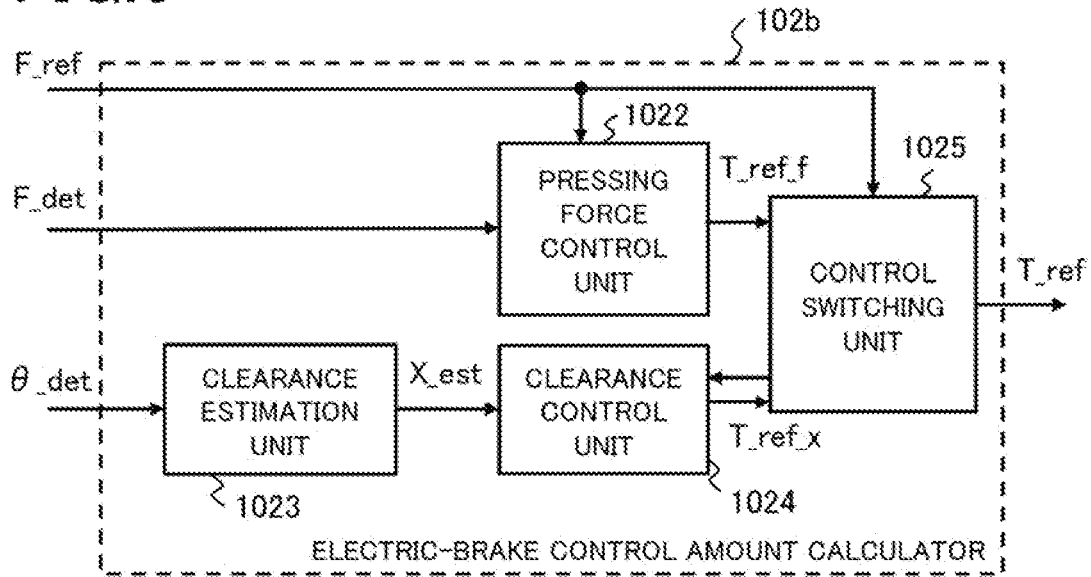 102b
F_ref
1022
1025
PRESSING
FORCE
CONTROL
UNIT
T_ref_f
F_det
CONTROL
SWITCHING
UNIT
T_ref
θ_det
CLEARANCE
ESTIMATION
UNIT
X_est
CLEARANCE
CONTROL
UNIT
T_ref_x
1023
1024
ELECTRIC-BRAKE CONTROL AMOUNT CALCULATOR